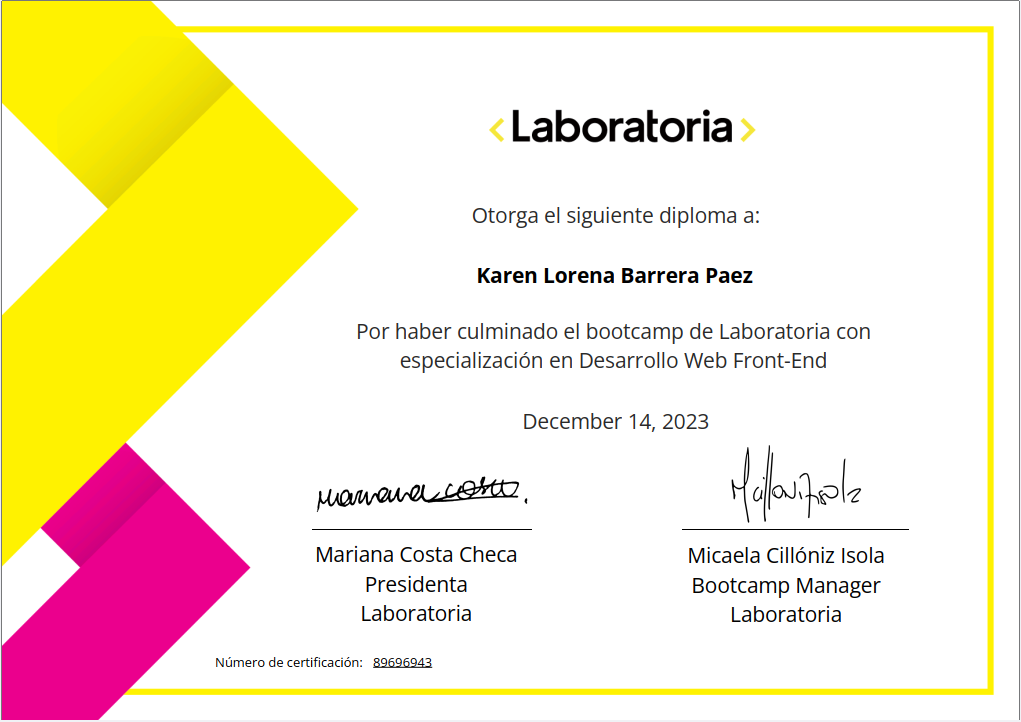 <Laboratoria>
Otorga el siguiente diploma a:
Karen Lorena Barrera Paez
Por haber culminado el bootcamp de Laboratoria con
especialización en Desarrollo Web Front-End
December 14, 2023
mariana costa.
Mariana Costa Checa
Presidenta
Laboratoria
Micaela Cillóniz Isola
Bootcamp Manager
Laboratoria
Número de certificación: 89696943